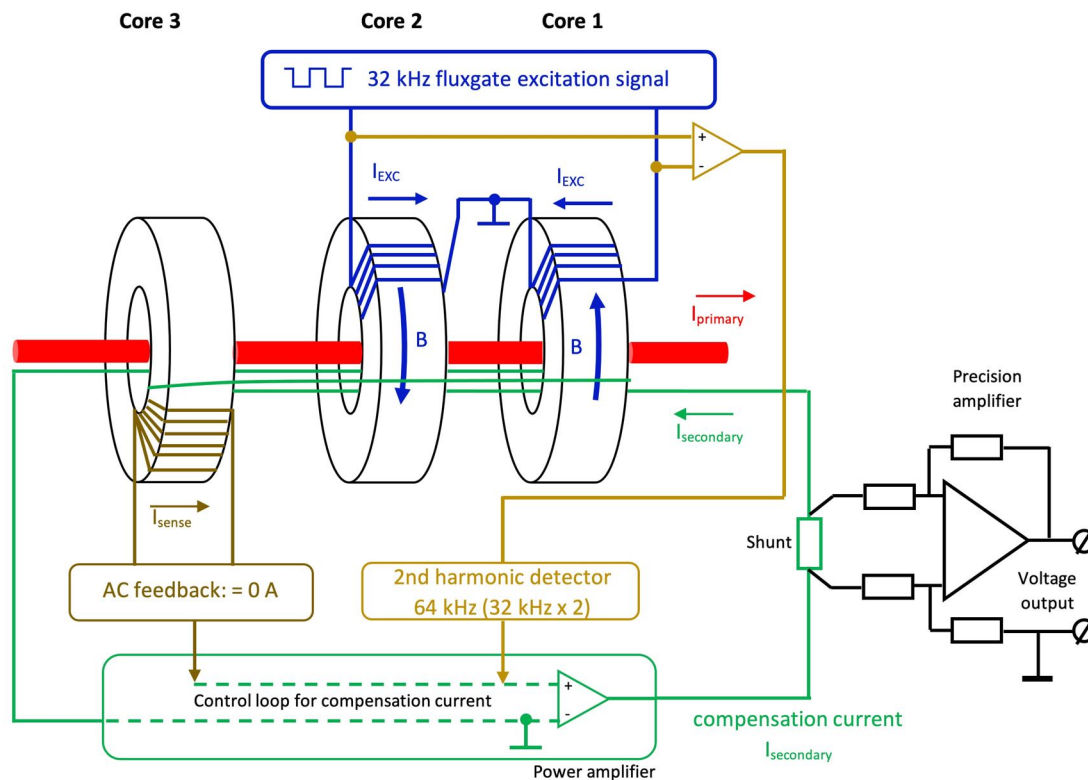 Core 3
Core 2
Core 1
32 kHz fluxgate excitation signal
+
-
I_EXC
I_EXC
I_primary
B
B
Precision
amplifier
I_secondary
I_sense
Shunt
AC feedback: = 0 A
2nd harmonic detector
64 kHz (32 kHz x 2)
Voltage
output
Control loop for compensation current
+
-
compensation current
I_secondary
Power amplifier